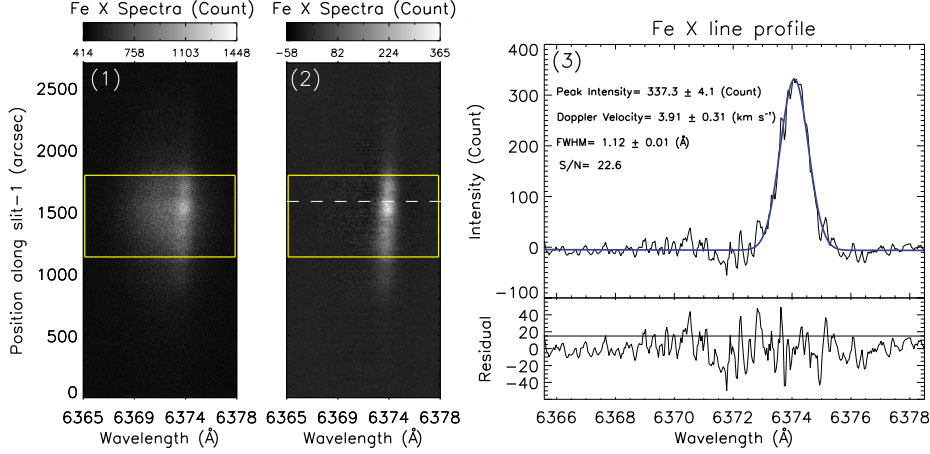 Fe X Spectra (Count)
414 758 1103 1448
(1)
2500
2000
1500
1000
500
0
Position along slit−1 (arcsec)
6365 6369 6374 6378
Wavelength (Å)
Fe X Spectra (Count)
−58 82 224 365
(2)
6365 6369 6374 6378
Wavelength (Å)
Fe X line profile
(3)
400
300
200
100
0
−100
Intensity (Count)
Peak Intensity= 337.3 ± 4.1 (Count)
Doppler Velocity= 3.91 ± 0.31 (km s⁻¹)
FWHM= 1.12 ± 0.01 (Å)
S/N= 22.6
40
20
0
−20
−40
Residual
6366 6368 6370 6372 6374 6376 6378
Wavelength (Å)